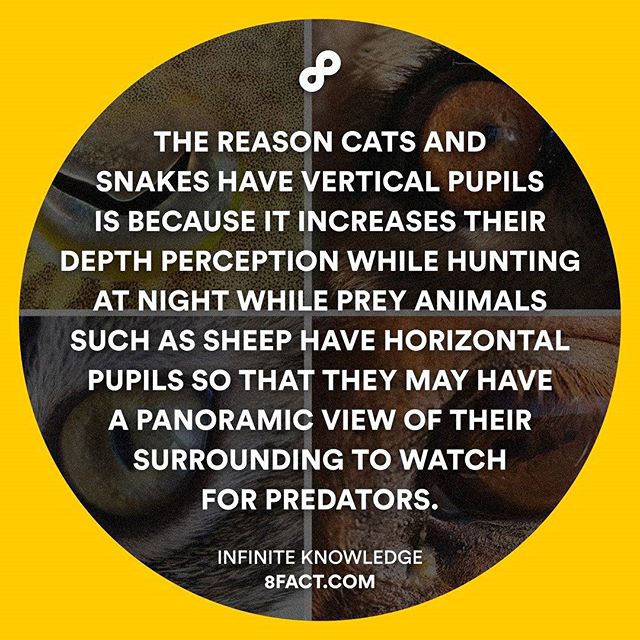 THE REASON CATS AND
SNAKES HAVE VERTICAL PUPILS
IS BECAUSE IT INCREASES THEIR
DEPTH PERCEPTION WHILE HUNTING
AT NIGHT WHILE PREY ANIMALS
SUCH AS SHEEP HAVE HORIZONTAL
PUPILS SO THAT THEY MAY HAVE
A PANORAMIC VIEW OF THEIR
SURROUNDING TO WATCH
FOR PREDATORS.
INFINITE KNOWLEDGE
8FACT.COM